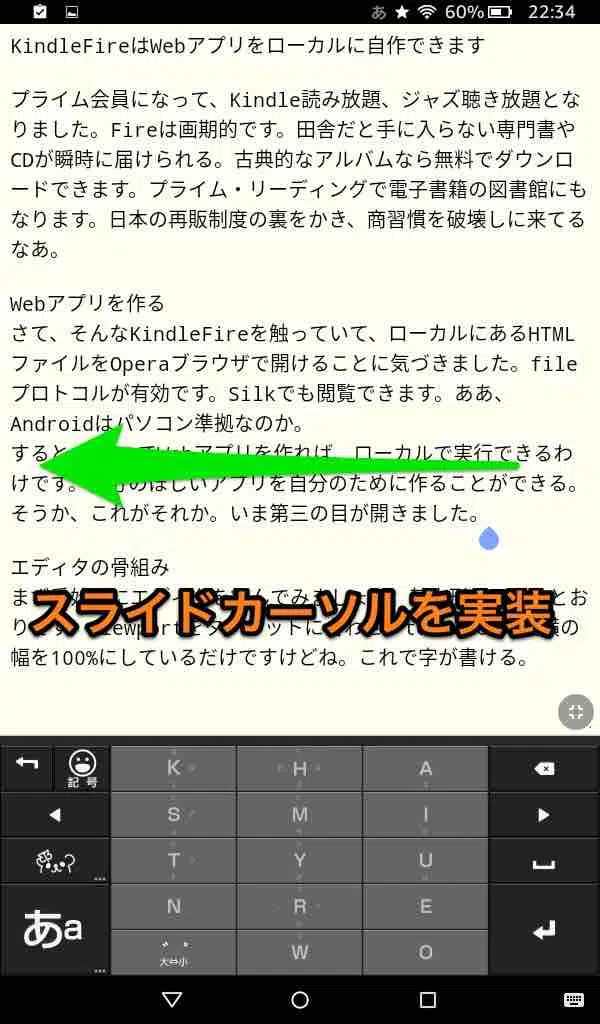 あ 60% 22:34
KindleFireはWebアプリをローカルに自作できます
プライム会員になって、Kindle読み放題、ジャズ聴き放題とな
りました。Fireは画期的です。田舎だと手に入らない専門書や
CDが瞬時に届けられる。古典的なアルバムなら無料でダウンロ
ードできます。プライム・リーディングで電子書籍の図書館にも
なります。日本の再販制度の裏をかき、商習慣を破壊しに来てる
なあ。
Webアプリを作る
さて、そんなKindleFireを触っていて、ローカルにあるHTML
ファイルをOperaブラウザで開けることに気づきました。file
プロトコルが有効です。Silkでも閲覧できます。ああ、
Androidはパソコン準拠なのか。
すると アプリを作れば、ローカルで実行できるわ
けです。 のほしいアプリを自分のために作ることができる。
そうか、これがそれか。いま第三の目が開きました。
エディタの骨組み
スライドカーソルを実装
幅を100%にしているだけですけどね。これで字が書ける。
記号 K H A
S M I
T Y U
あa N R E
大⇔小 W O